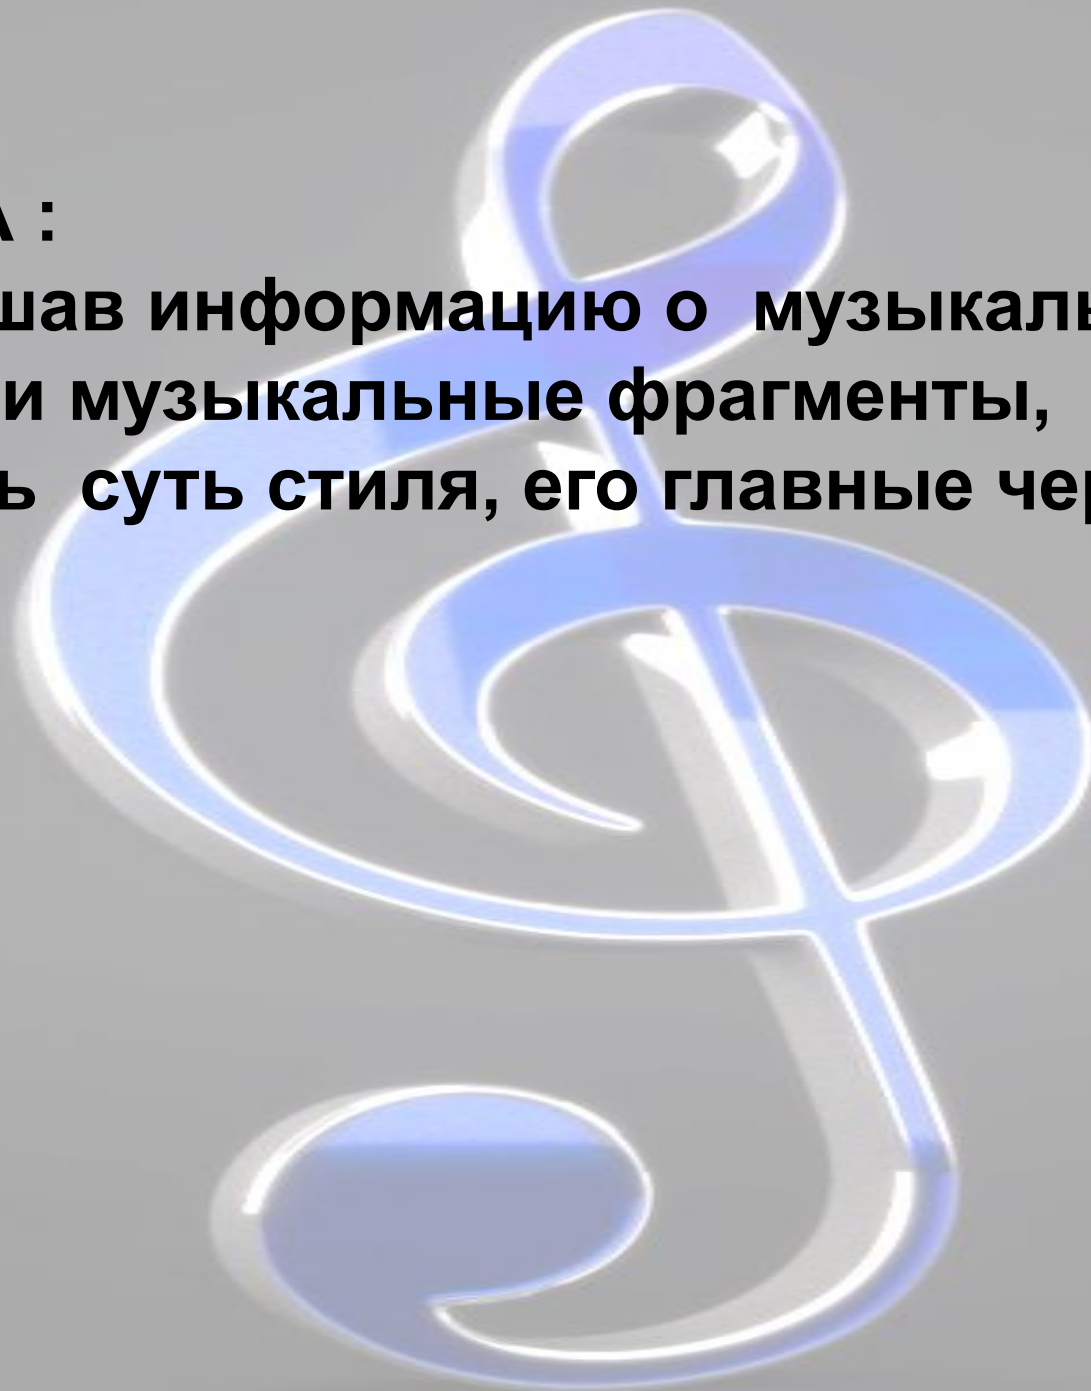 А :
шав информацию о музыкаль
и музыкальные фрагменты,
ь суть стиля, его главные чер